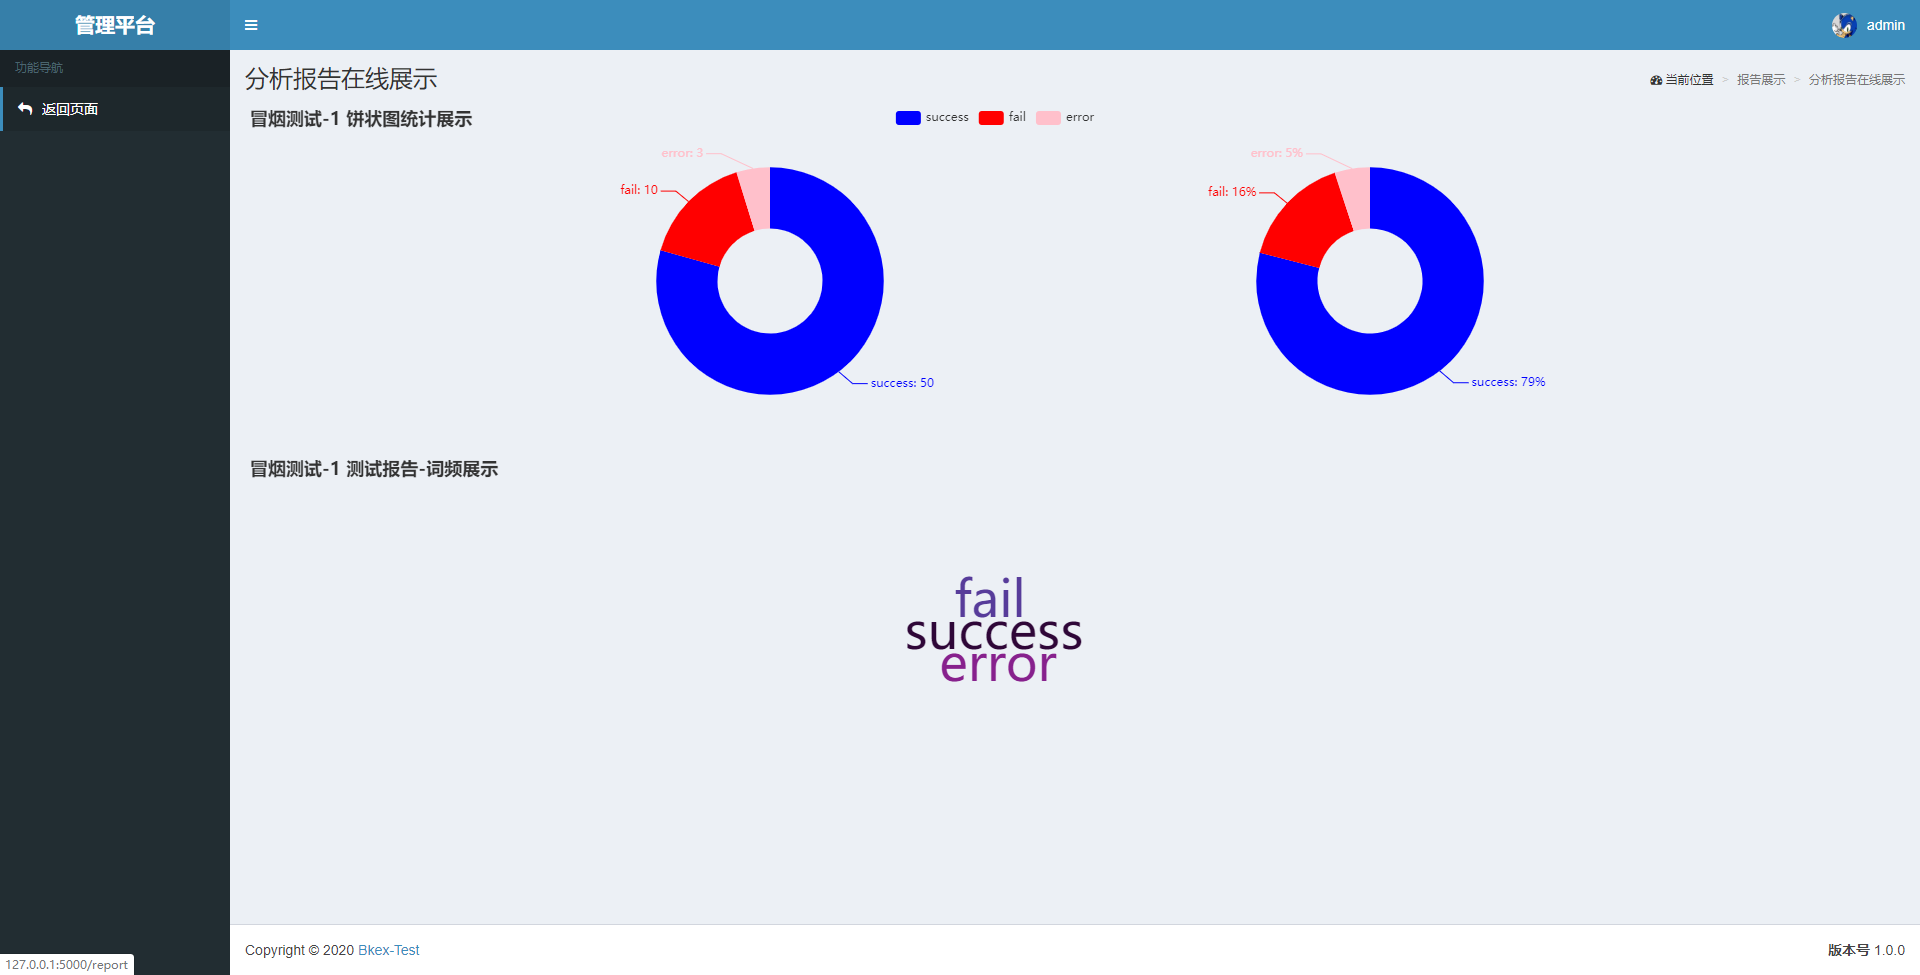 管理平台
admin
功能导航
返回页面
分析报告在线展示
当前位置 > 报告展示 > 分析报告在线展示
冒烟测试-1 饼状图统计展示
success fail error
error: 3
fail: 10
success: 50
error: 5%
fail: 16%
success: 79%
冒烟测试-1 测试报告-词频展示
fail
success
error
Copyright © 2020 Bkex-Test
版本号 1.0.0
127.0.0.1:5000/report